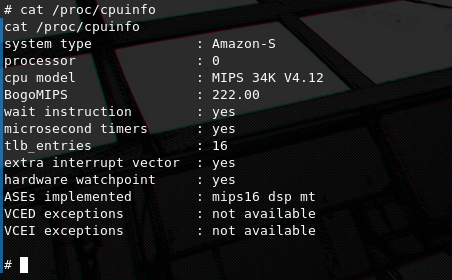 # cat /proc/cpuinfo
cat /proc/cpuinfo
system type : Amazon-S
processor : 0
cpu model : MIPS 34K V4.12
BogoMIPS : 222.00
wait instruction : yes
microsecond timers : yes
tlb_entries : 16
extra interrupt vector : yes
hardware watchpoint : yes
ASEs implemented : mips16 dsp mt
VCED exceptions : not available
VCEI exceptions : not available
#